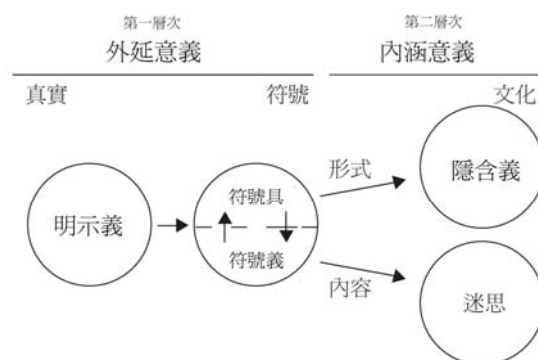 第一層次
外延意義
第二層次
內涵意義
真實
符號
文化
明示義
符號具
符號義
形式
內容
隱含義
迷思